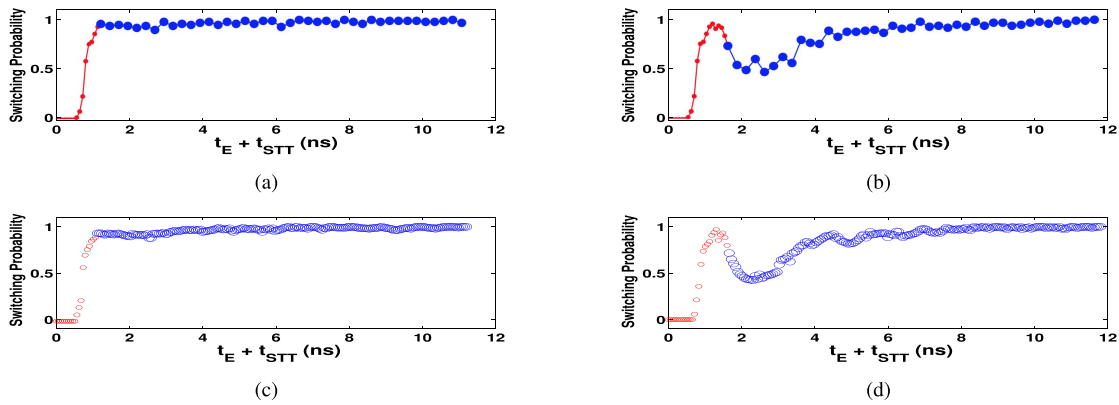 Switching Probability
1
0.5
0
0 2 4 6 8 10 12
t_E + t_STT (ns)
(a)
Switching Probability
1
0.5
0
0 2 4 6 8 10 12
t_E + t_STT (ns)
(b)
Switching Probability
1
0.5
0
0 2 4 6 8 10 12
t_E + t_STT (ns)
(c)
Switching Probability
1
0.5
0
0 2 4 6 8 10 12
t_E + t_STT (ns)
(d)